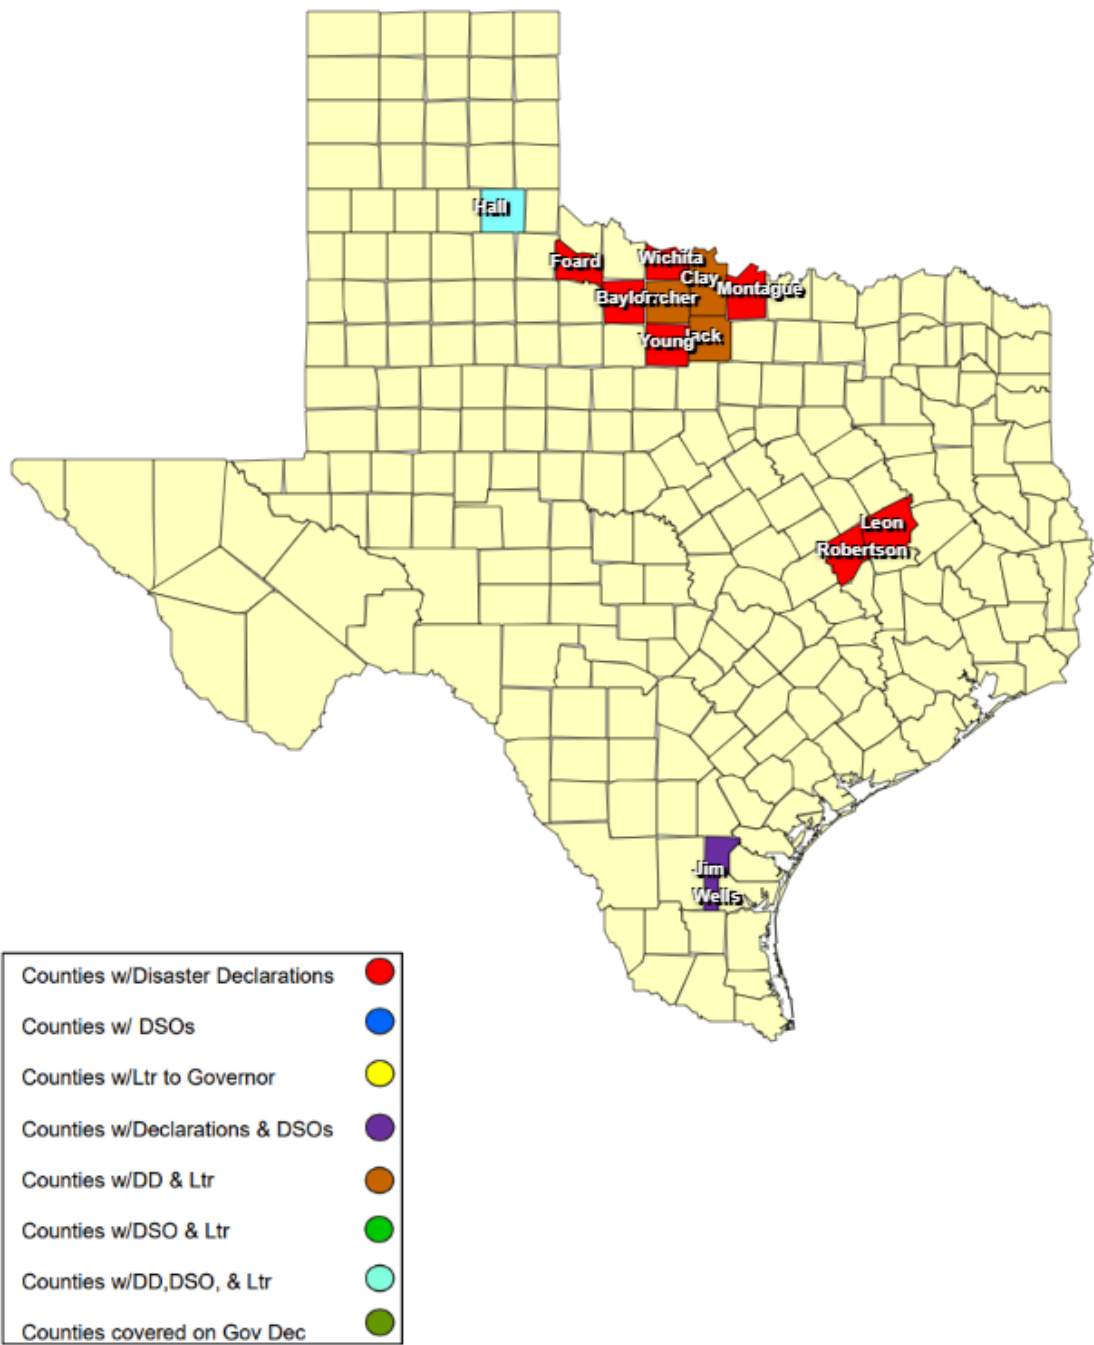 Hall
Foard
Wichita
Clay
Baylor
rcher
Montague
Young
Jack
Leon
Robertson
Jim
Wells
Counties w/Disaster Declarations
Counties w/ DSOs
Counties w/Ltr to Governor
Counties w/Declarations & DSOs
Counties w/DD & Ltr
Counties w/DSO & Ltr
Counties w/DD,DSO, & Ltr
Counties covered on Gov Dec